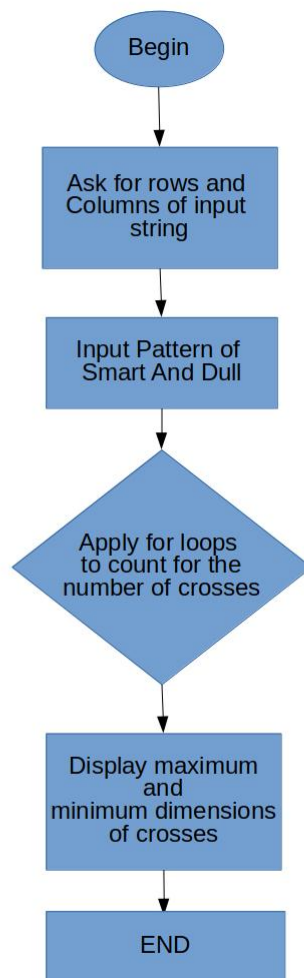 Begin
Ask for rows and
Columns of input
string
Input Pattern of
Smart And Dull
Apply for loops
to count for the
number of crosses
Display maximum
and
minimum dimensions
of crosses
END